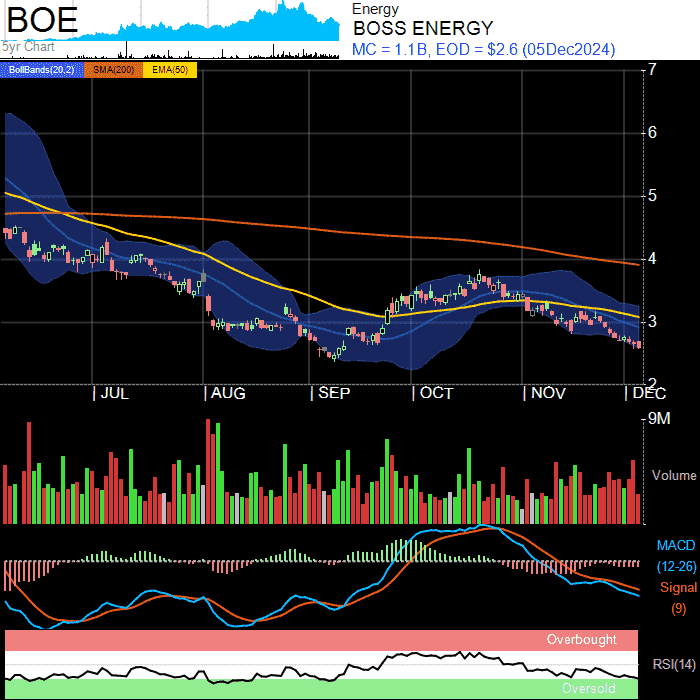 BOE
5yr Chart
Energy
BOSS ENERGY
MC = 1.1B, EOD = $2.6 (05Dec2024)
BollBands(20,2) SMA(200) EMA(50)
7
6
5
4
3
2
| JUL | AUG | SEP | OCT | NOV | DEC
9M
Volume
MACD
(12-26)
Signal
(9)
Overbought
RSI(14)
Oversold